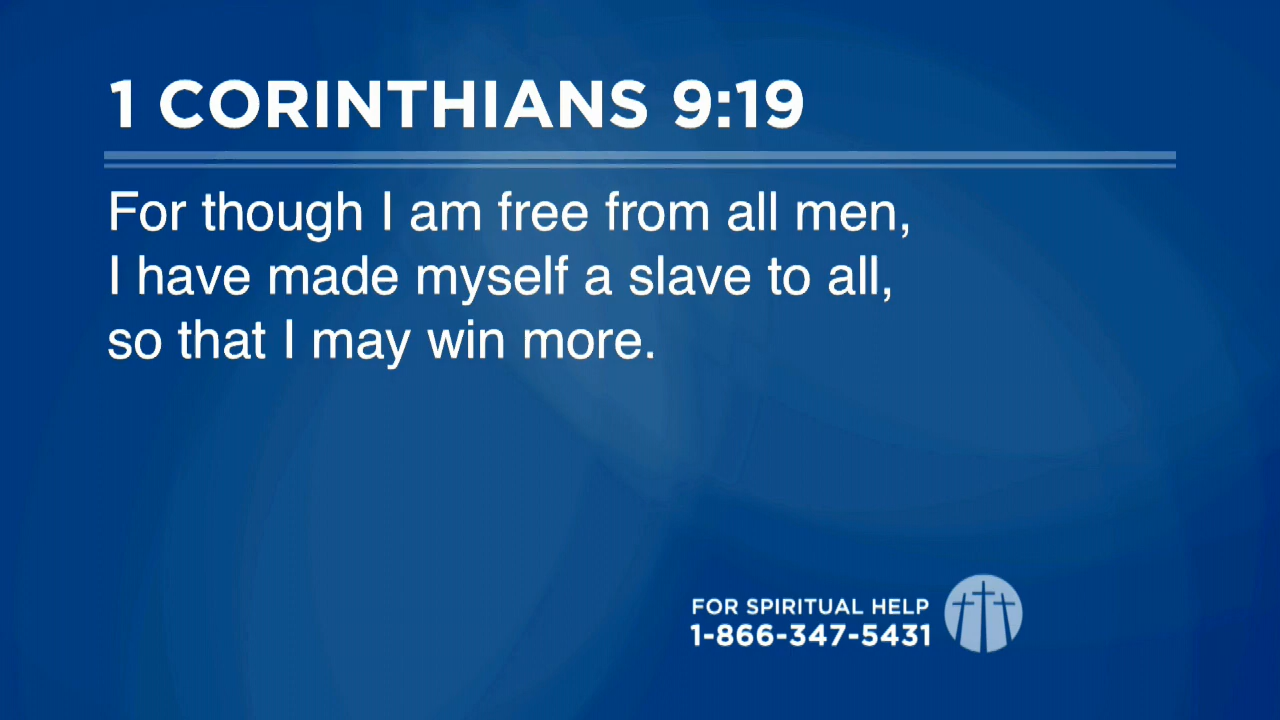 1 CORINTHIANS 9:19
For though I am free from all men,
I have made myself a slave to all,
so that I may win more.
FOR SPIRITUAL HELP
1-866-347-5431